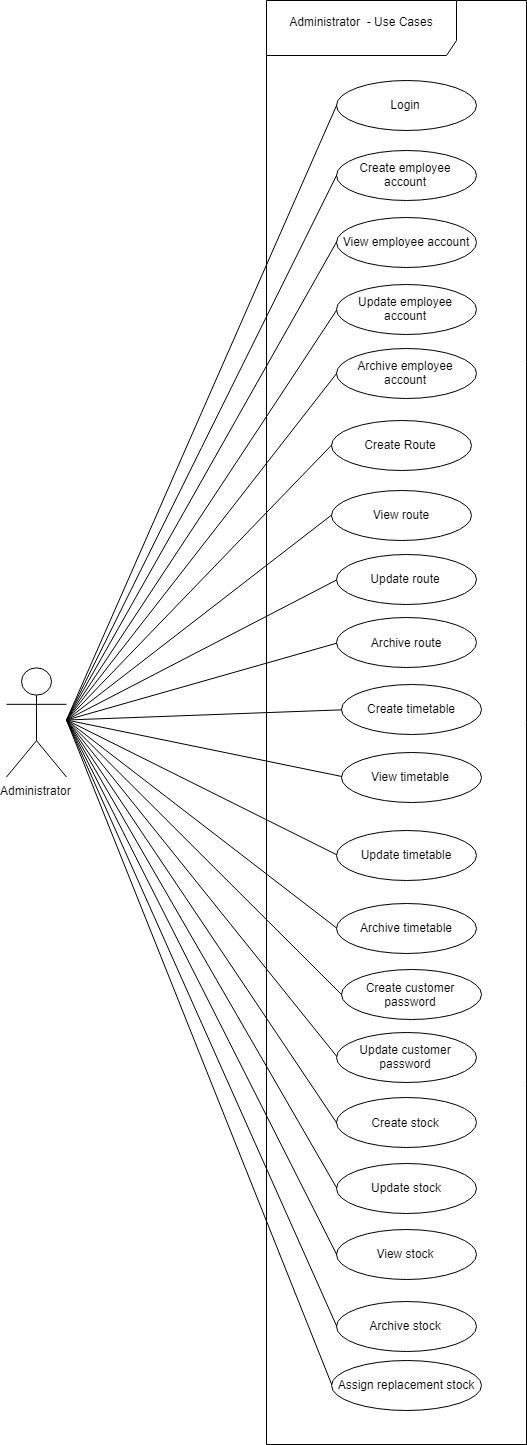 Administrator - Use Cases
Login
Create employee
account
View employee account
Update employee
account
Archive employee
account
Create Route
View route
Update route
Archive route
Create timetable
View timetable
Administrator
Update timetable
Archive timetable
Create customer
password
Update customer
password
Create stock
Update stock
View stock
Archive stock
Assign replacement stock